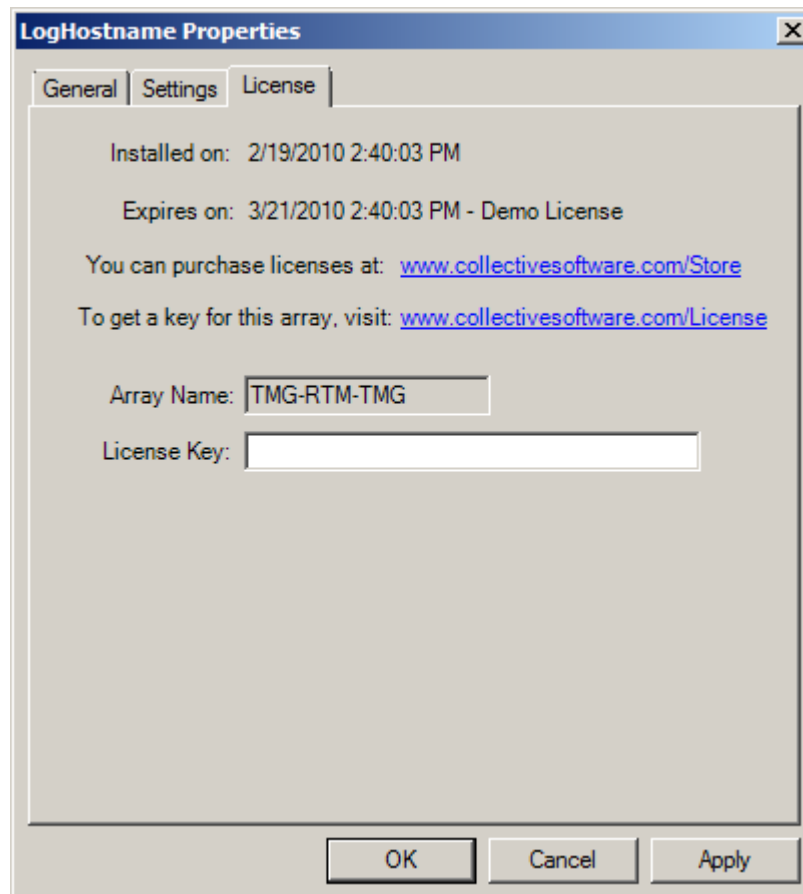 LogHostname Properties
General Settings License
Installed on: 2/19/2010 2:40:03 PM
Expires on: 3/21/2010 2:40:03 PM - Demo License
You can purchase licenses at: www.collectivesoftware.com/Store
To get a key for this array, visit: www.collectivesoftware.com/License
Array Name: TMG-RTM-TMG
License Key:
OK Cancel Apply